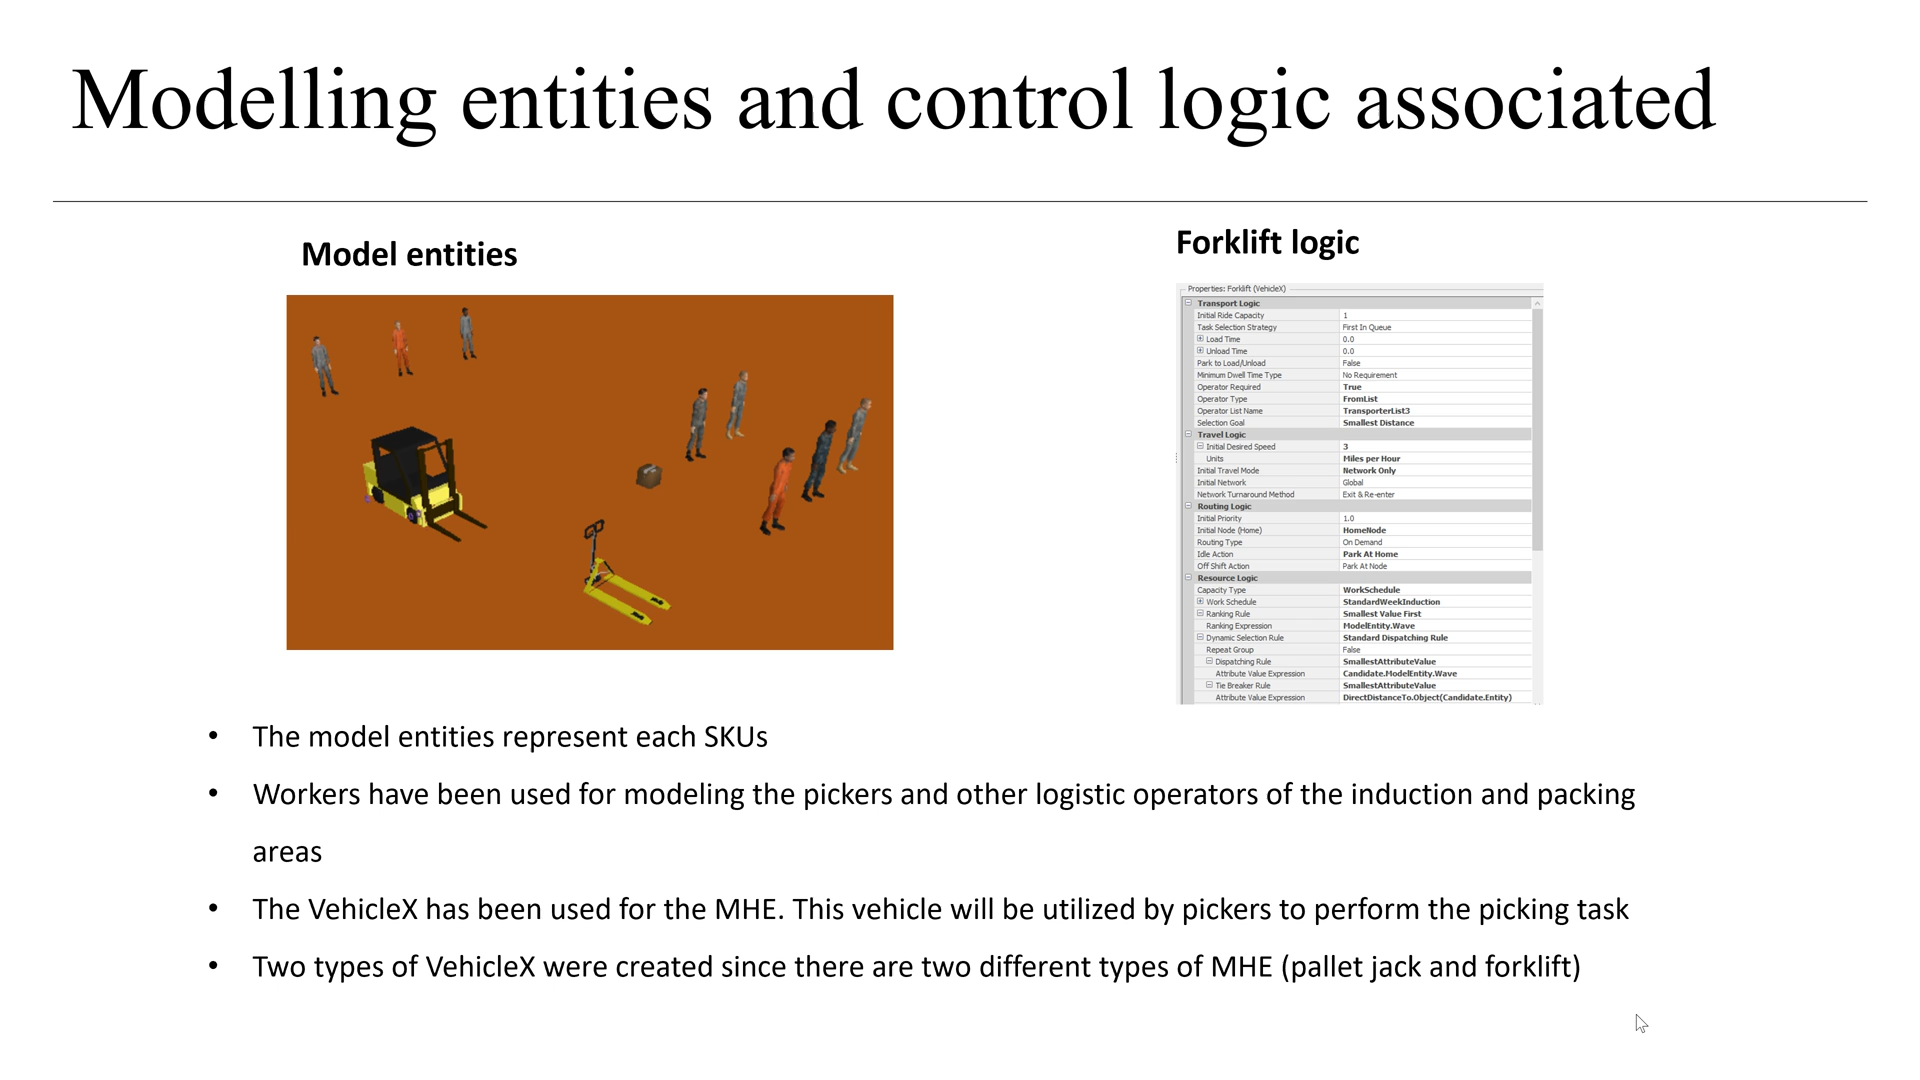 Modelling entities and control logic associated
Model entities
Forklift logic
Properties: Forklift (VehicleX)
Transport Logic
Initial Ride Capacity 1
Task Selection Strategy First In Queue
Load Time 0.0
Unload Time 0.0
Park to Load/Unload False
Minimum Dwell Time Type No Requirement
Operator Required True
Operator Type FromList
Operator List Name TransporterList3
Selection Goal Smallest Distance
Travel Logic
Initial Desired Speed 3
Units Miles per Hour
Initial Travel Mode Network Only
Initial Network Global
Network Turnaround Method Exit & Re-enter
Routing Logic
Initial Priority 1.0
Initial Node (Home) HomeNode
Routing Type On Demand
Idle Action Park At Home
Off Shift Action Park At Node
Resource Logic
Capacity Type WorkSchedule
Work Schedule StandardWeekInduction
Ranking Rule Smallest Value First
Ranking Expression ModelEntity.Wave
Dynamic Selection Rule Standard Dispatching Rule
Repeat Group False
Dispatching Rule SmallestAttributeValue
Attribute Value Expression Candidate.ModelEntity.Wave
Tie Breaker Rule SmallestAttributeValue
Attribute Value Expression DirectDistanceTo.Object(Candidate.Entity)
• The model entities represent each SKUs
• Workers have been used for modeling the pickers and other logistic operators of the induction and packing
areas
• The VehicleX has been used for the MHE. This vehicle will be utilized by pickers to perform the picking task
• Two types of VehicleX were created since there are two different types of MHE (pallet jack and forklift)